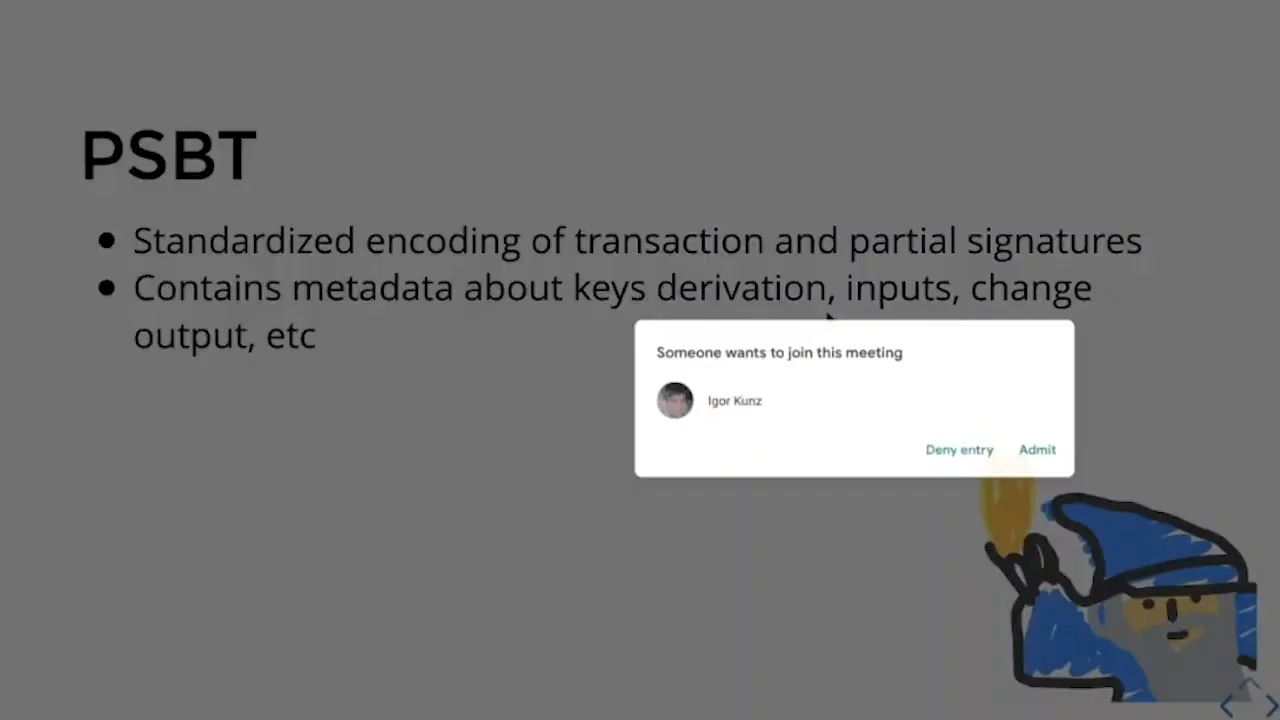 PSBT
Standardized encoding of transaction and partial signatures
Contains metadata about keys derivation, inputs, change
output, etc
Someone wants to join this meeting
Igor Kunz
Deny entry Admit